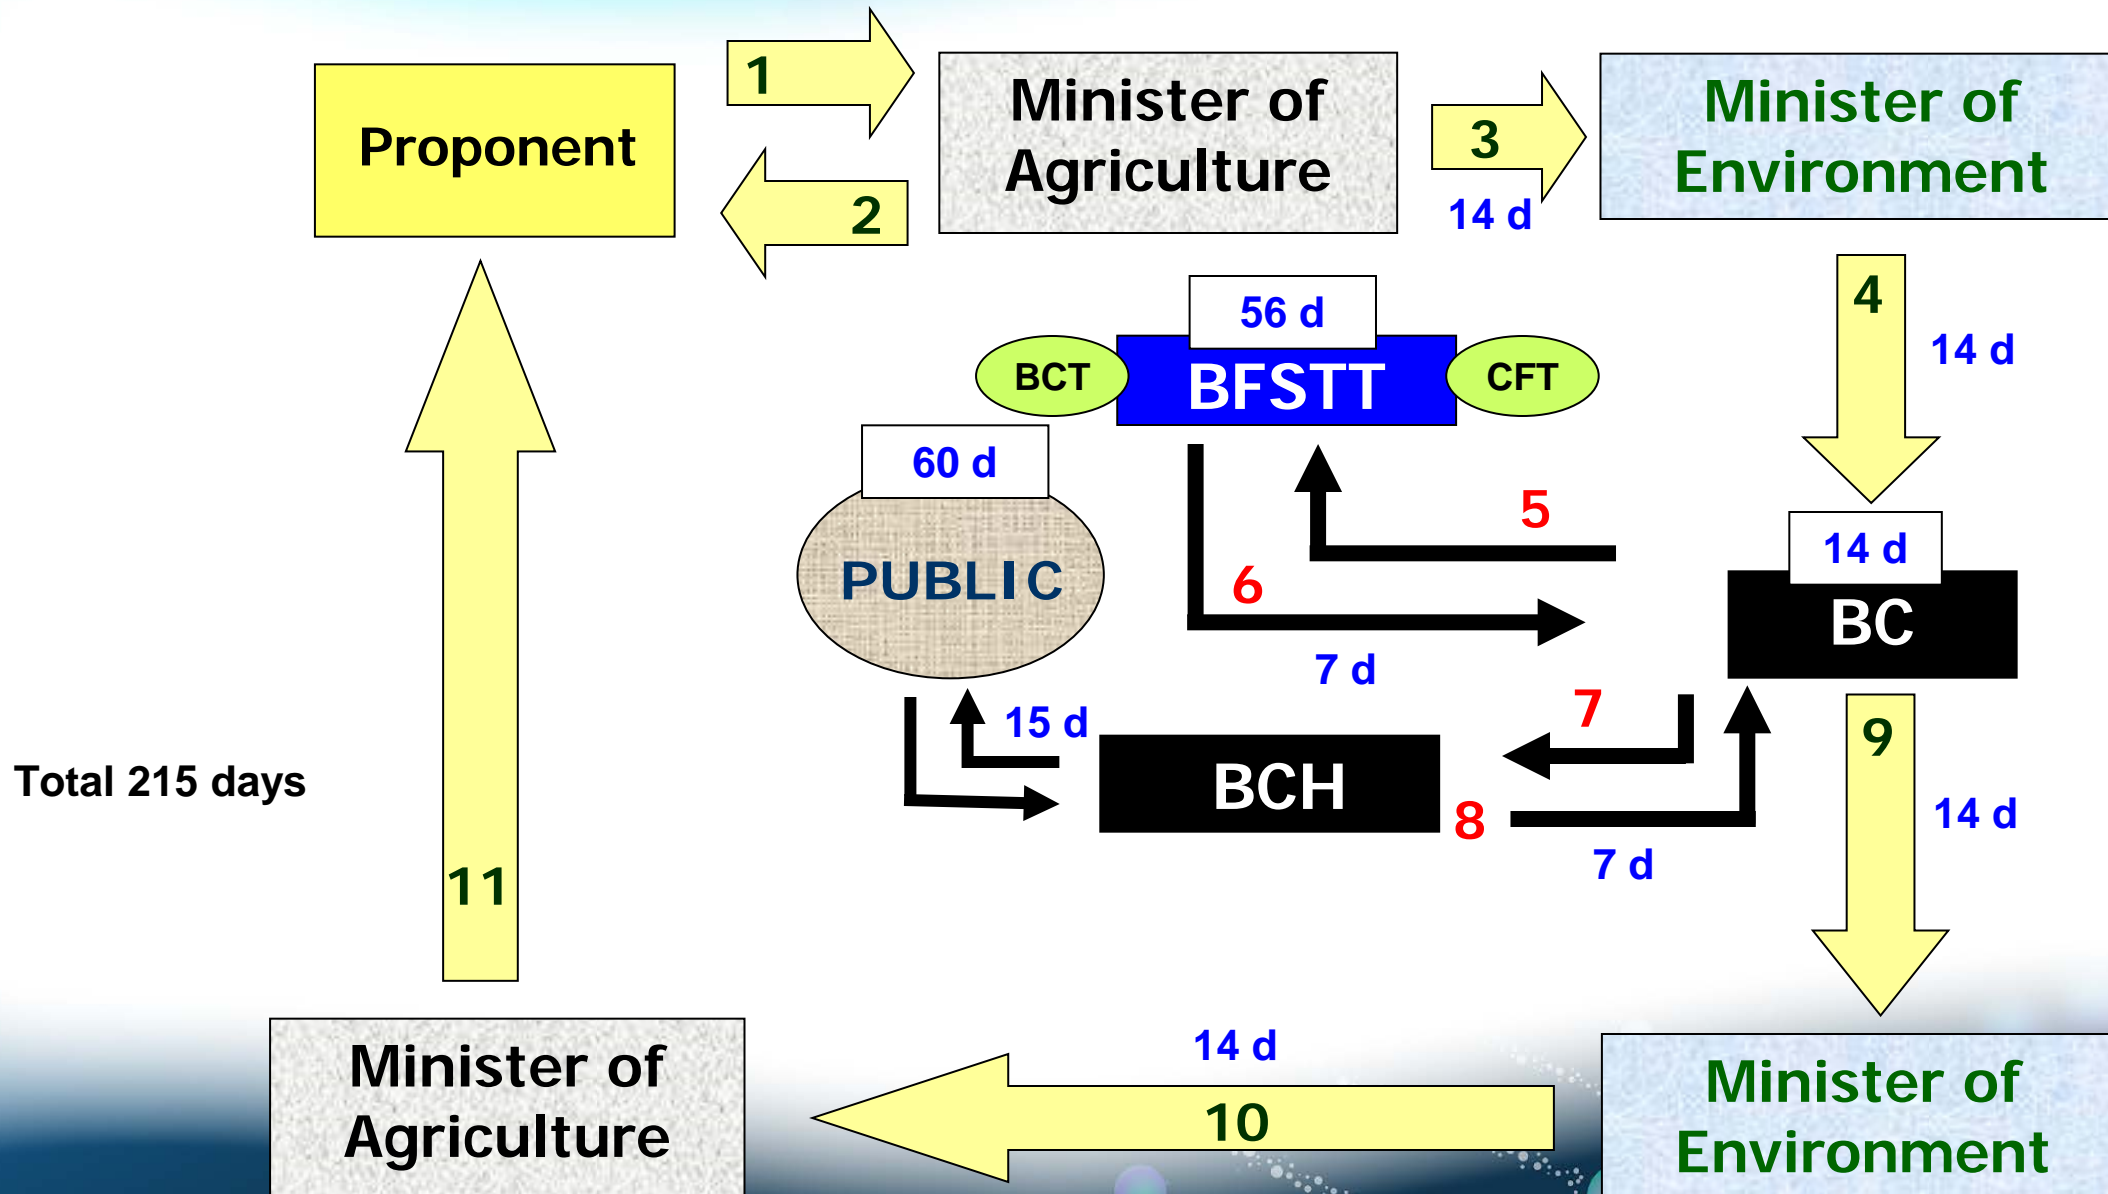 1
Proponent
2
Minister of
Agriculture
3
14 d
Minister of
Environment
4
14 d
56 d
BCT
BFSTT
CFT
60 d
PUBLIC
5
6
7 d
14 d
BC
15 d
7
BCH
8
7 d
9
14 d
Total 215 days
11
Minister of
Agriculture
14 d
10
Minister of
Environment